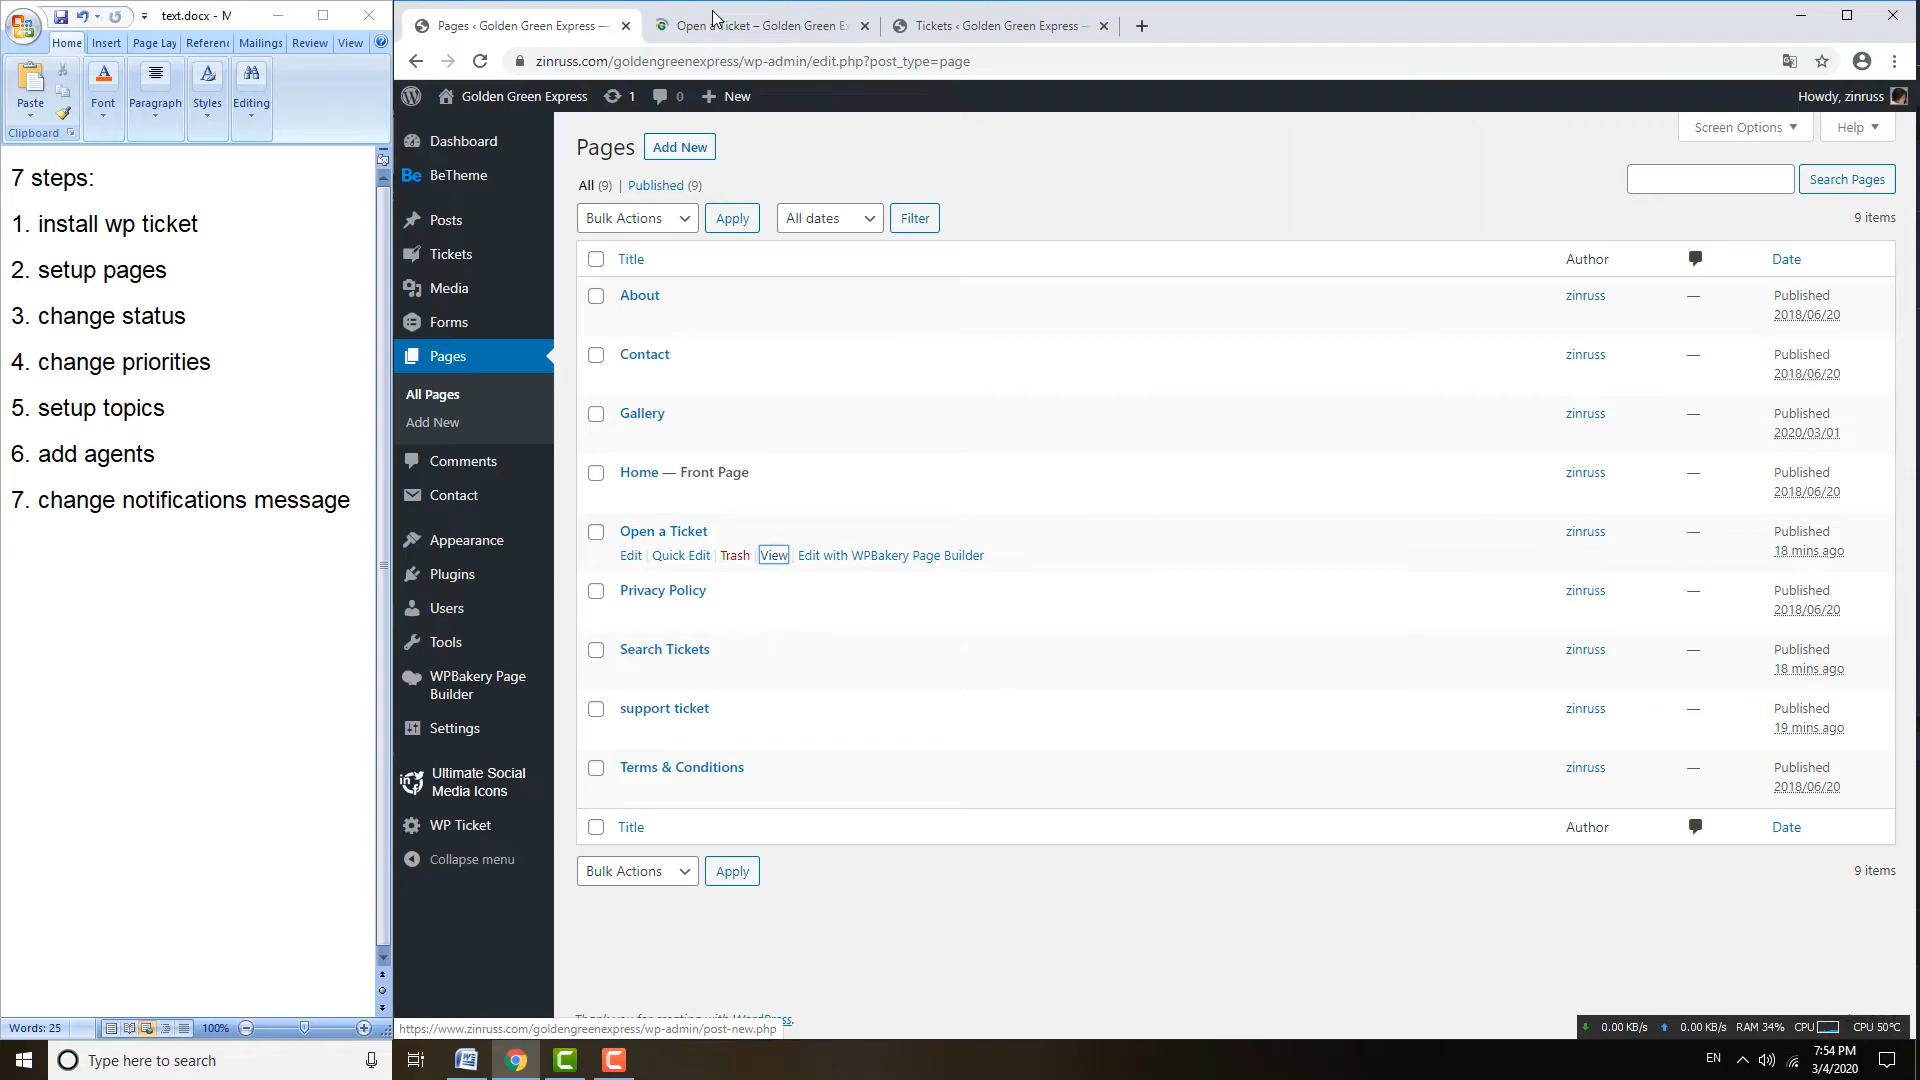 text.docx - M
Home
Insert
Page Lay
Referenc
Mailings
Review
View
Paste
Font
Paragraph
Styles
Editing
Clipboard
7 steps:
1. install wp ticket
2. setup pages
3. change status
4. change priorities
5. setup topics
6. add agents
7. change notifications message
Words: 25
100%
Pages ‹ Golden Green Express —
Open a Ticket – Golden Green Ex
Tickets ‹ Golden Green Express —
zinruss.com/goldengreenexpress/wp-admin/edit.php?post_type=page
Golden Green Express
1
0
New
Howdy, zinruss
Dashboard
BeTheme
Posts
Tickets
Media
Forms
Pages
All Pages
Add New
Comments
Contact
Appearance
Plugins
Users
Tools
WPBakery Page
Builder
Settings
Ultimate Social
Media Icons
WP Ticket
Collapse menu
Screen Options
Help
Pages
Add New
All (9) | Published (9)
Search Pages
Bulk Actions
Apply
All dates
Filter
9 items
Title
Author
Date
About
zinruss
—
Published
2018/06/20
Contact
zinruss
—
Published
2018/06/20
Gallery
zinruss
—
Published
2020/03/01
Home — Front Page
zinruss
—
Published
2018/06/20
Open a Ticket
Edit | Quick Edit | Trash | View | Edit with WPBakery Page Builder
zinruss
—
Published
18 mins ago
Privacy Policy
zinruss
—
Published
2018/06/20
Search Tickets
zinruss
—
Published
18 mins ago
support ticket
zinruss
—
Published
19 mins ago
Terms & Conditions
zinruss
—
Published
2018/06/20
Title
Author
Date
Bulk Actions
Apply
9 items
Thank you for creating with WordPress.
https://www.zinruss.com/goldengreenexpress/wp-admin/post-new.php
0.00 KB/s
0.00 KB/s
RAM 34%
CPU
CPU 50°C
Type here to search
EN
7:54 PM
3/4/2020